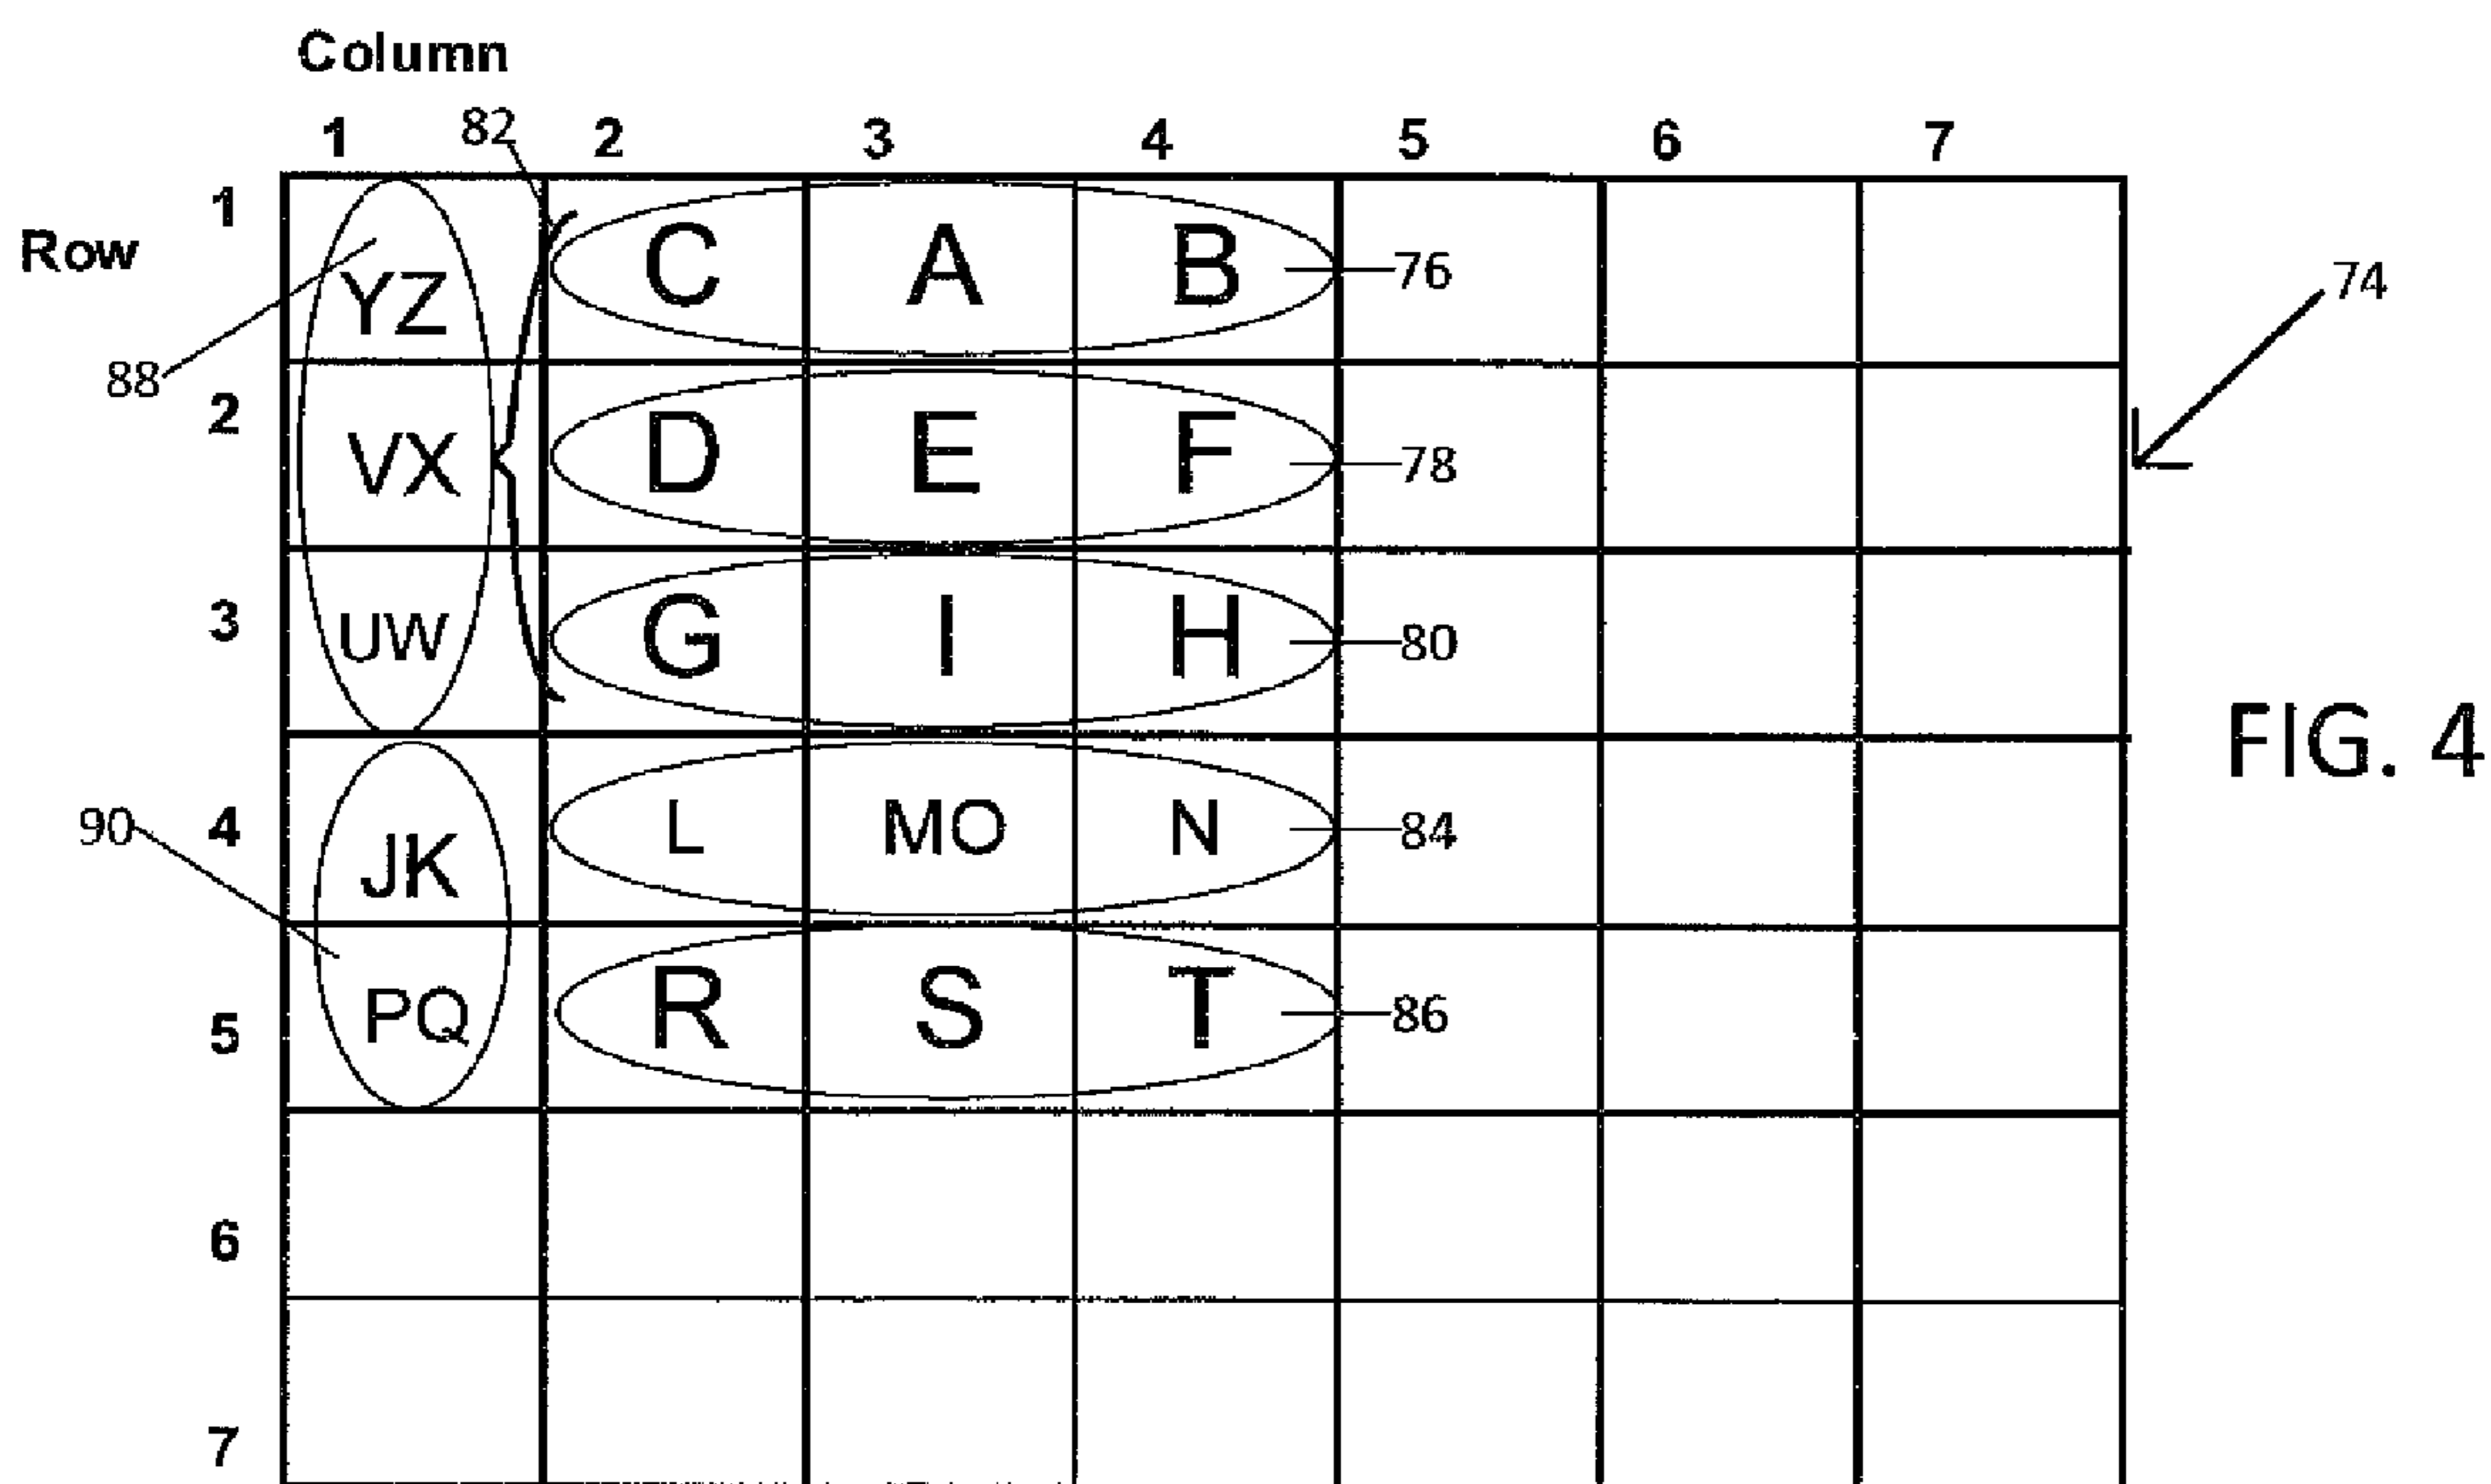 Column
1 82 2 3 4 5 6 7
1
Row YZ C A B 76 74
88
2 VX D E F 78
3 UW G I H 80
FIG. 4
90 4 JK L MO N 84
5 PQ R S T 86
6
7